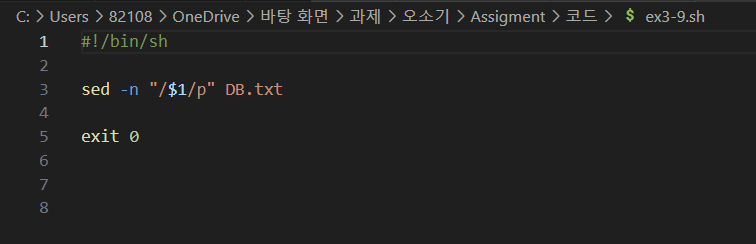 C: > Users > 82108 > OneDrive > 바탕 화면 > 과제 > 오소기 > Assigment > 코드 > $ ex3-9.sh
1 #!/bin/sh
2
3 sed -n "/$1/p" DB.txt
4
5 exit 0
6
7
8